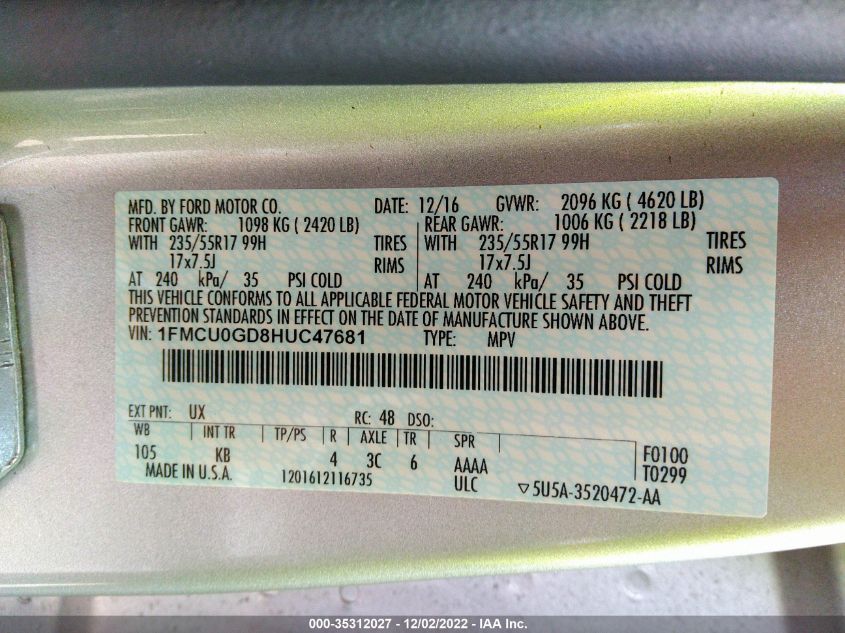 MFD. BY FORD MOTOR CO. DATE: 12/16 GVWR: 2096 KG ( 4620 LB)
FRONT GAWR: 1098 KG ( 2420 LB) REAR GAWR: 1006 KG ( 2218 LB)
WITH 235/55R17 99H TIRES WITH 235/55R17 99H TIRES
17x7.5J RIMS 17x7.5J RIMS
AT 240 kPa/ 35 PSI COLD AT 240 kPa/ 35 PSI COLD
THIS VEHICLE CONFORMS TO ALL APPLICABLE FEDERAL MOTOR VEHICLE SAFETY AND THEFT
PREVENTION STANDARDS IN EFFECT ON THE DATE OF MANUFACTURE SHOWN ABOVE.
VIN: 1FMCU0GD8HUC47681 TYPE: MPV
EXT PNT: UX RC: 48 DSO:
WB INT TR TP/PS R AXLE TR SPR
105 KB 4 3C 6 AAAA F0100
MADE IN U.S.A. 1201612116735 ULC ▽5U5A-3520472-AA T0299
000-35312027 - 12/02/2022 - IAA Inc.